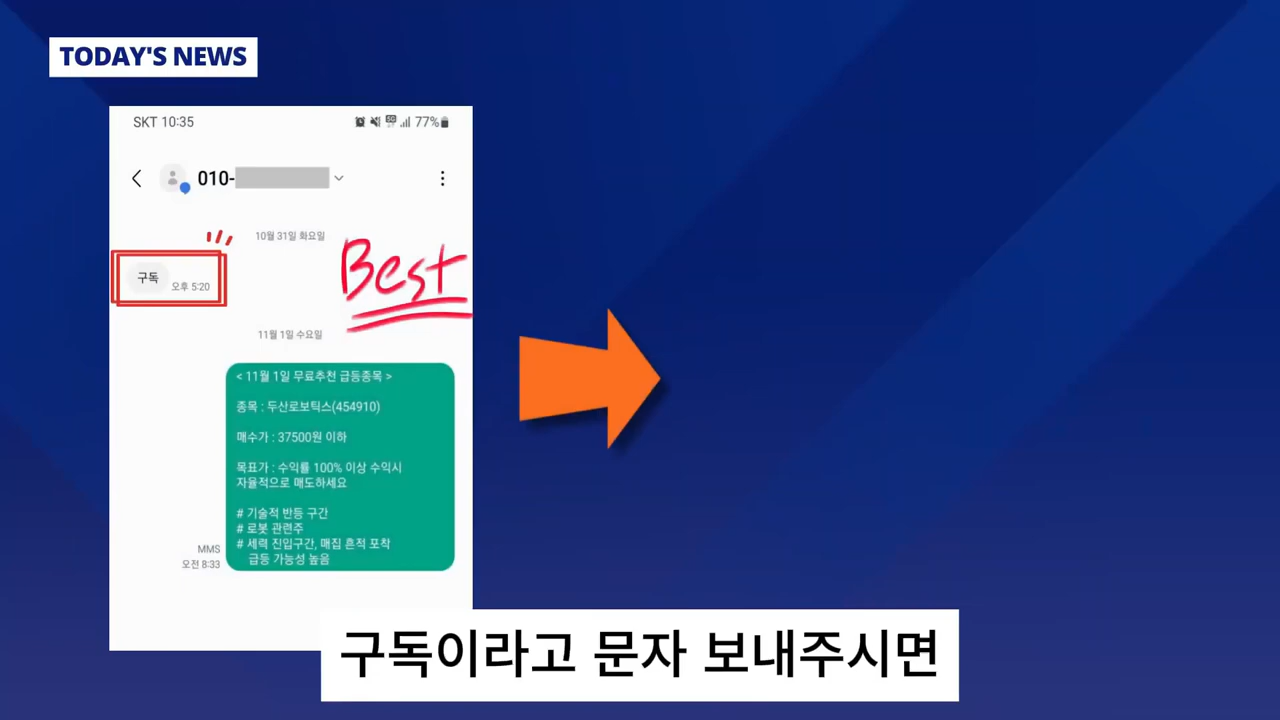 TODAY'S NEWS
SKT 10:35
5G
77%
010-
10월 31일 화요일
구독
오후 5:20
Best
11월 1일 수요일
< 11월 1일 무료추천 급등종목 >
종목 : 두산로보틱스(454910)
매수가 : 37500원 이하
목표가 : 수익률 100% 이상 수익시
자율적으로 매도하세요
# 기술적 반등 구간
# 로봇 관련주
# 세력 진입구간, 매집 흔적 포착
급등 가능성 높음
MMS
오전 8:33
구독이라고 문자 보내주시면